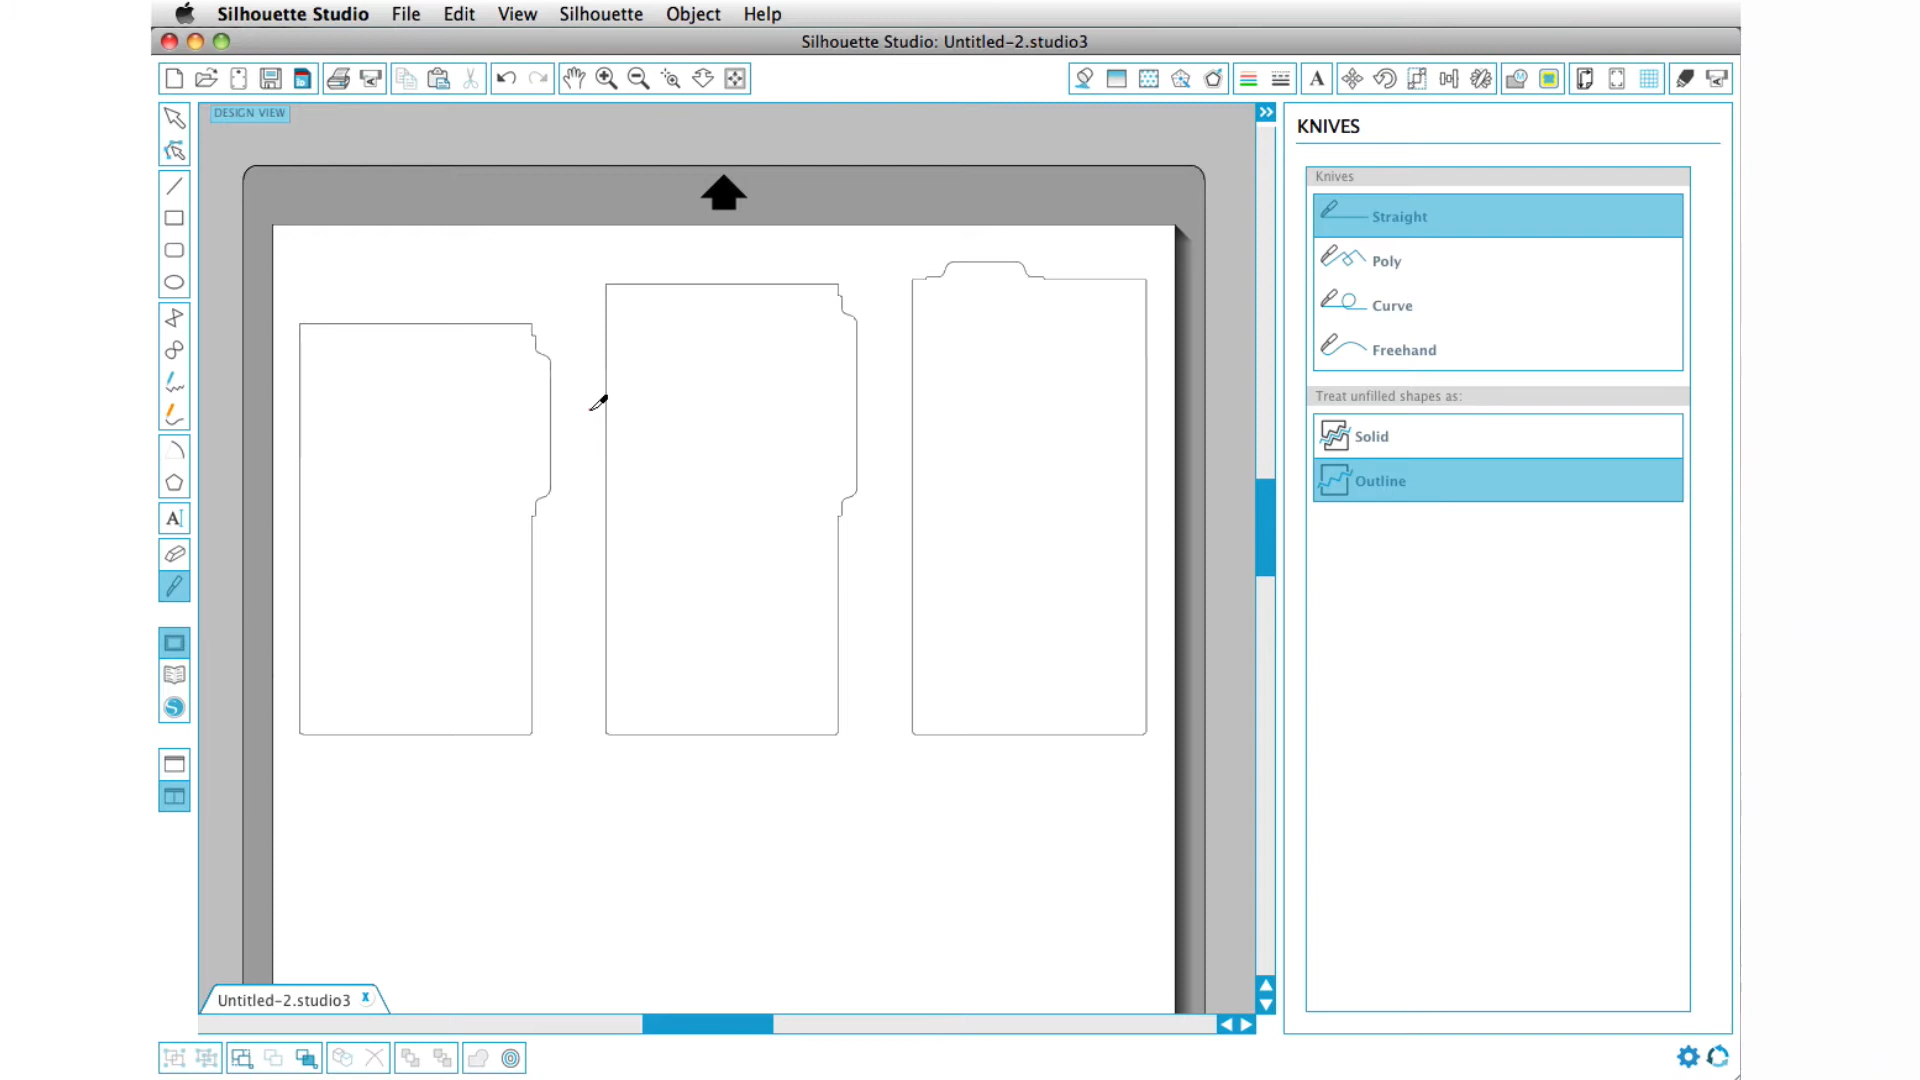 Silhouette Studio File Edit View Silhouette Object Help
Silhouette Studio: Untitled-2.studio3
DESIGN VIEW
KNIVES
Knives
Straight
Poly
Curve
Freehand
Treat unfilled shapes as:
Solid
Outline
Untitled-2.studio3 x